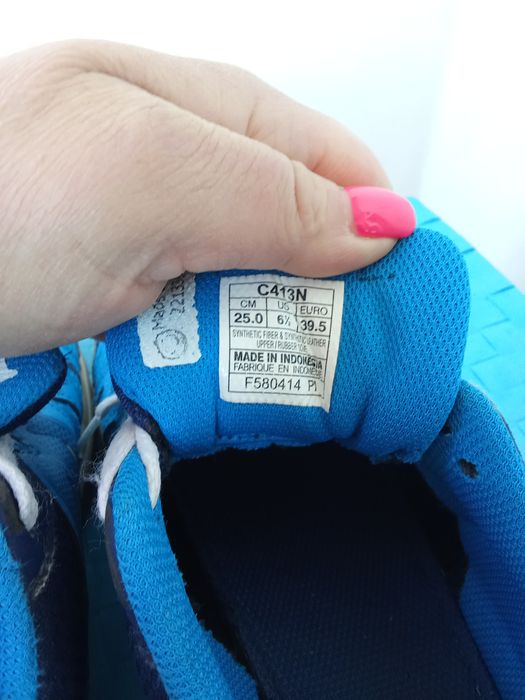 C413N
CM US EURO
25.0 6½ 39.5
SYNTHETIC FIBER & SYNTHETIC LEATHER
UPPER / RUBBER SOLE
MADE IN INDONESIA
FABRIQUE EN INDONESIE
F580414 P1